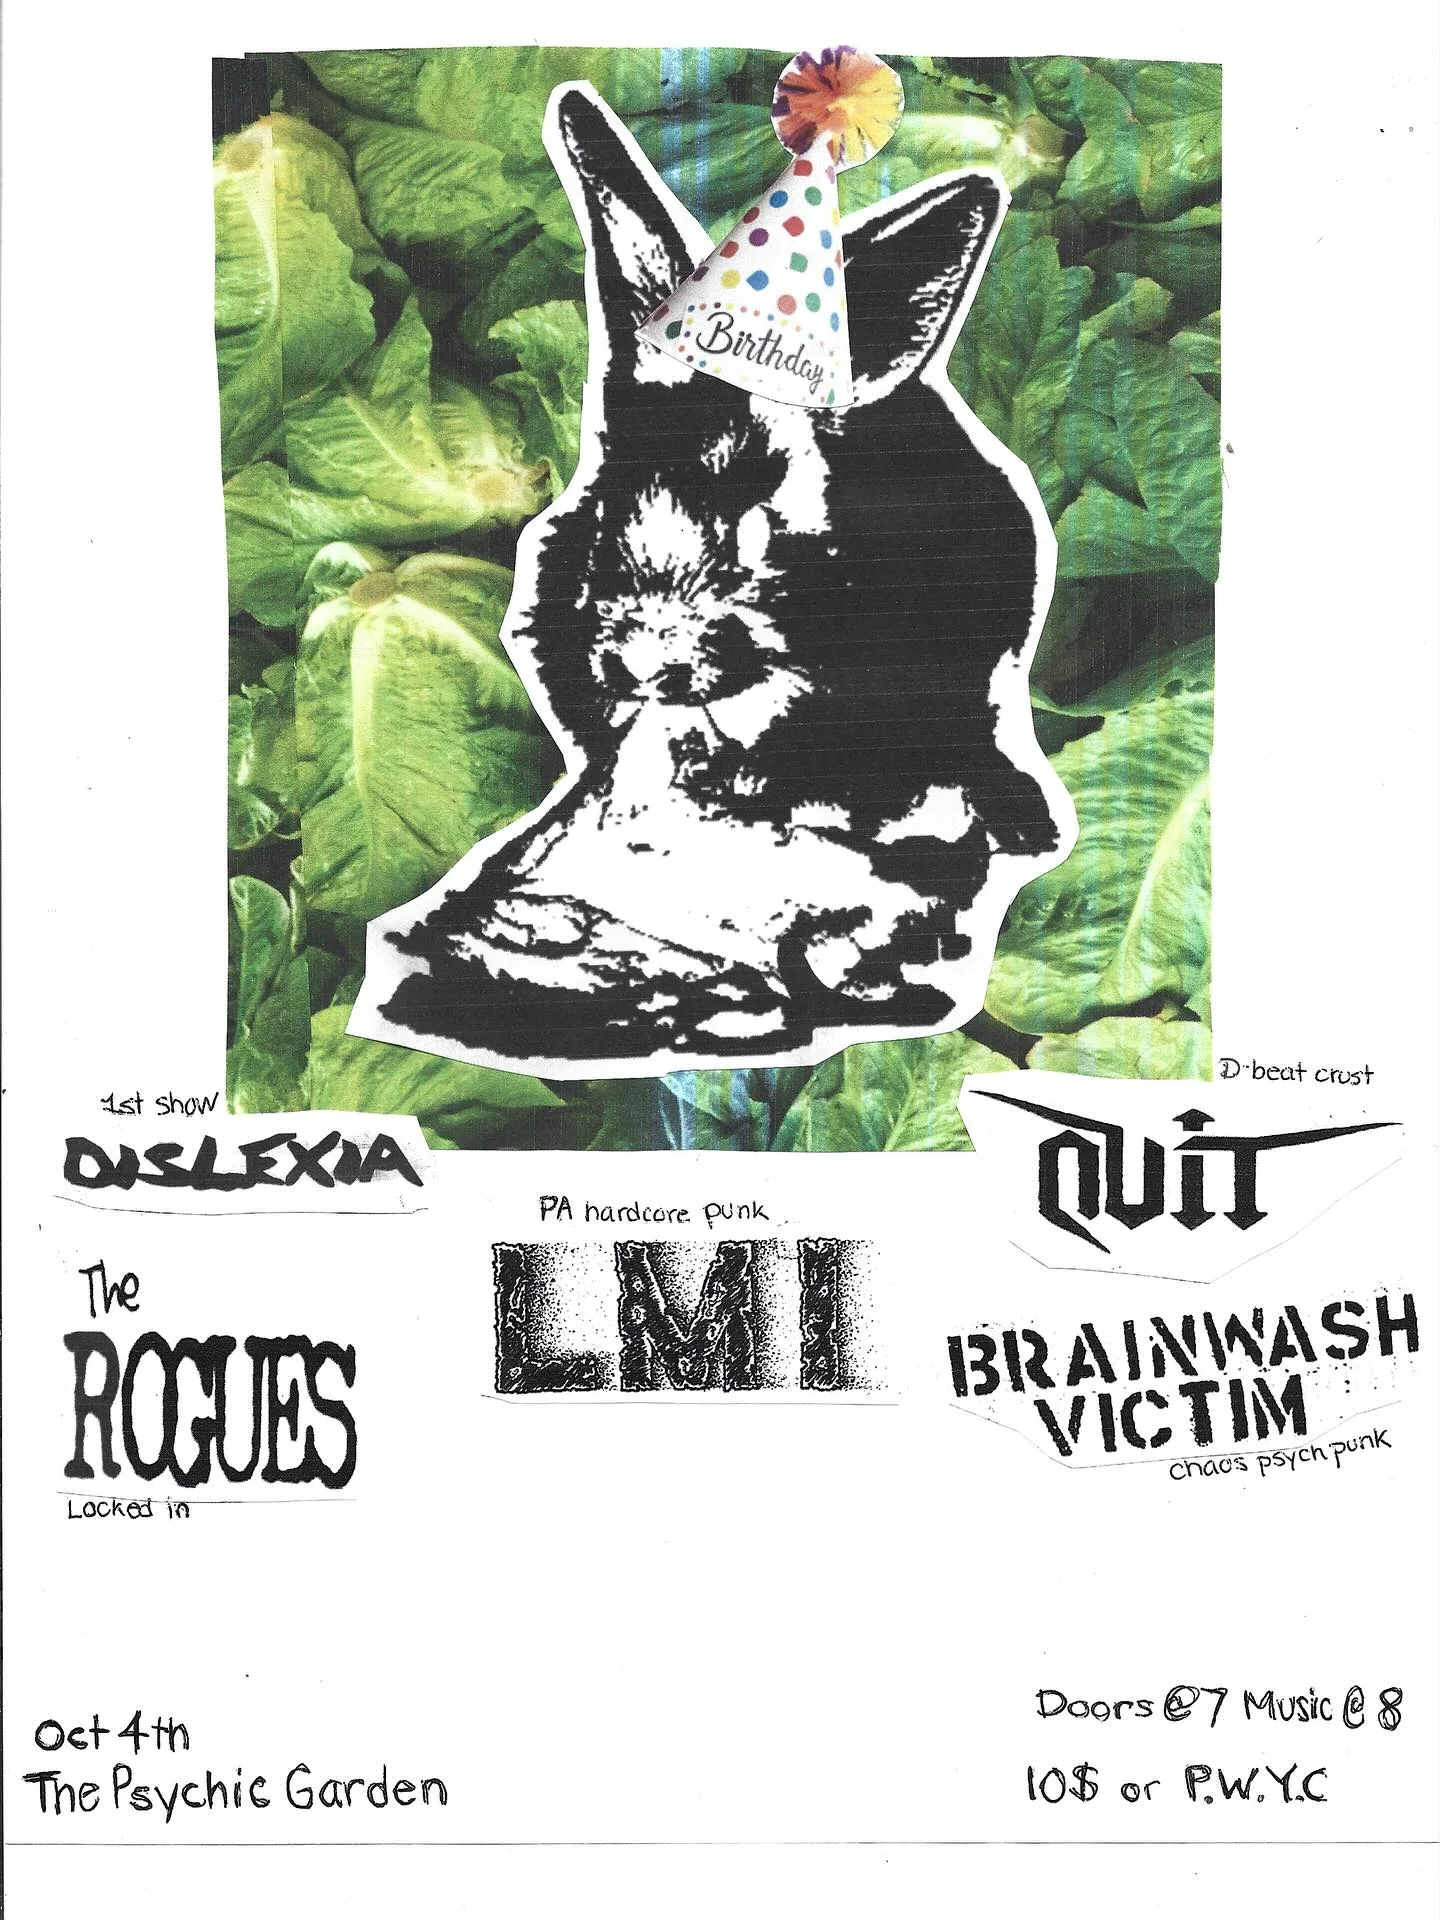 Birthday
1st show
DISLEXIA
D-beat crust
QUIT
PA hardcore punk
LMI
The
ROGUES
Locked in
BRAINWASH
VICTIM
chaos psych punk
Oct 4th
The Psychic Garden
Doors @ 7 Music @ 8
10$ or P.W.Y.C